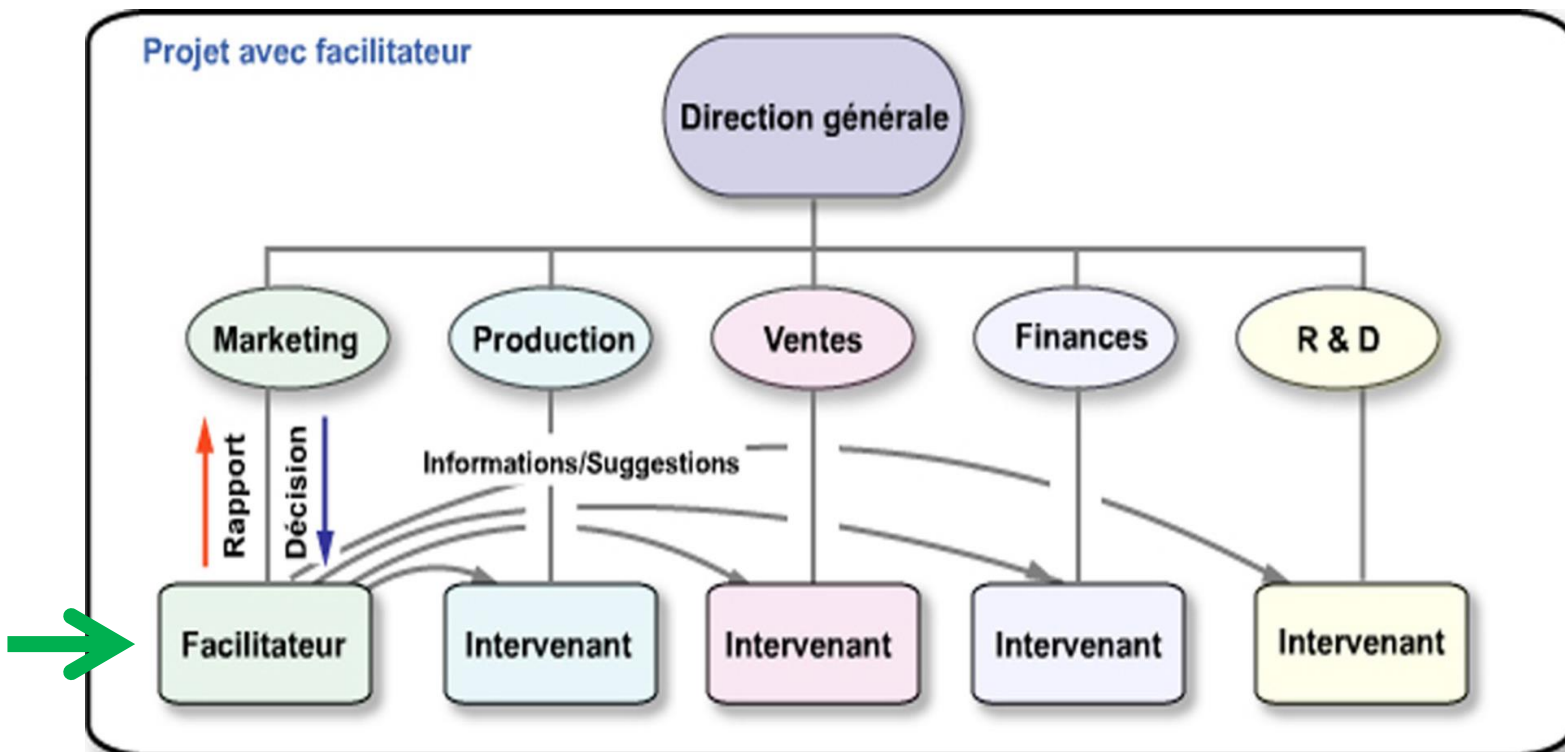 Projet avec facilitateur
Direction générale
Marketing
Production
Ventes
Finances
R & D
Rapport
Décision
Informations/Suggestions
Facilitateur
Intervenant
Intervenant
Intervenant
Intervenant